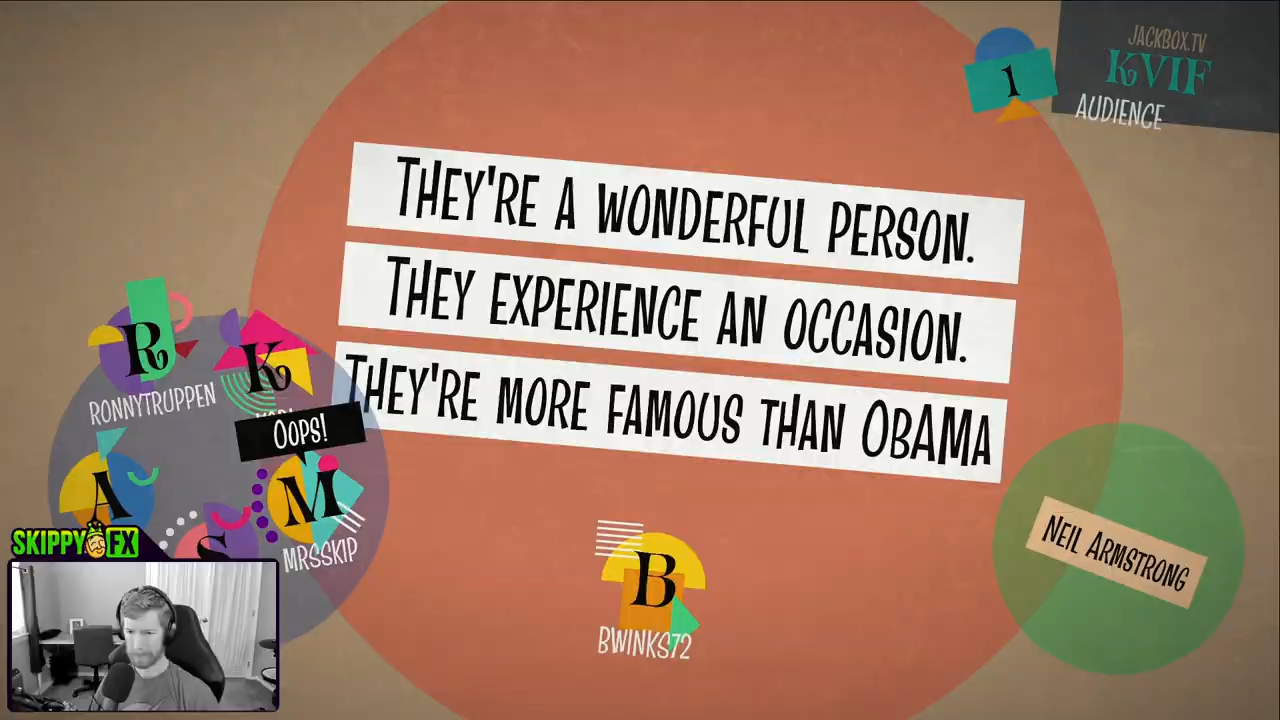 JACKBOX.TV
KVIF
1
AUDIENCE
THEY'RE A WONDERFUL PERSON.
THEY EXPERIENCE AN OCCASION.
THEY'RE MORE FAMOUS THAN OBAMA
R
RONNYTRUPPEN
K
OOPS!
A
M
S
MRSSKIP
B
BWINKS72
NEIL ARMSTRONG
SKIPPY FX